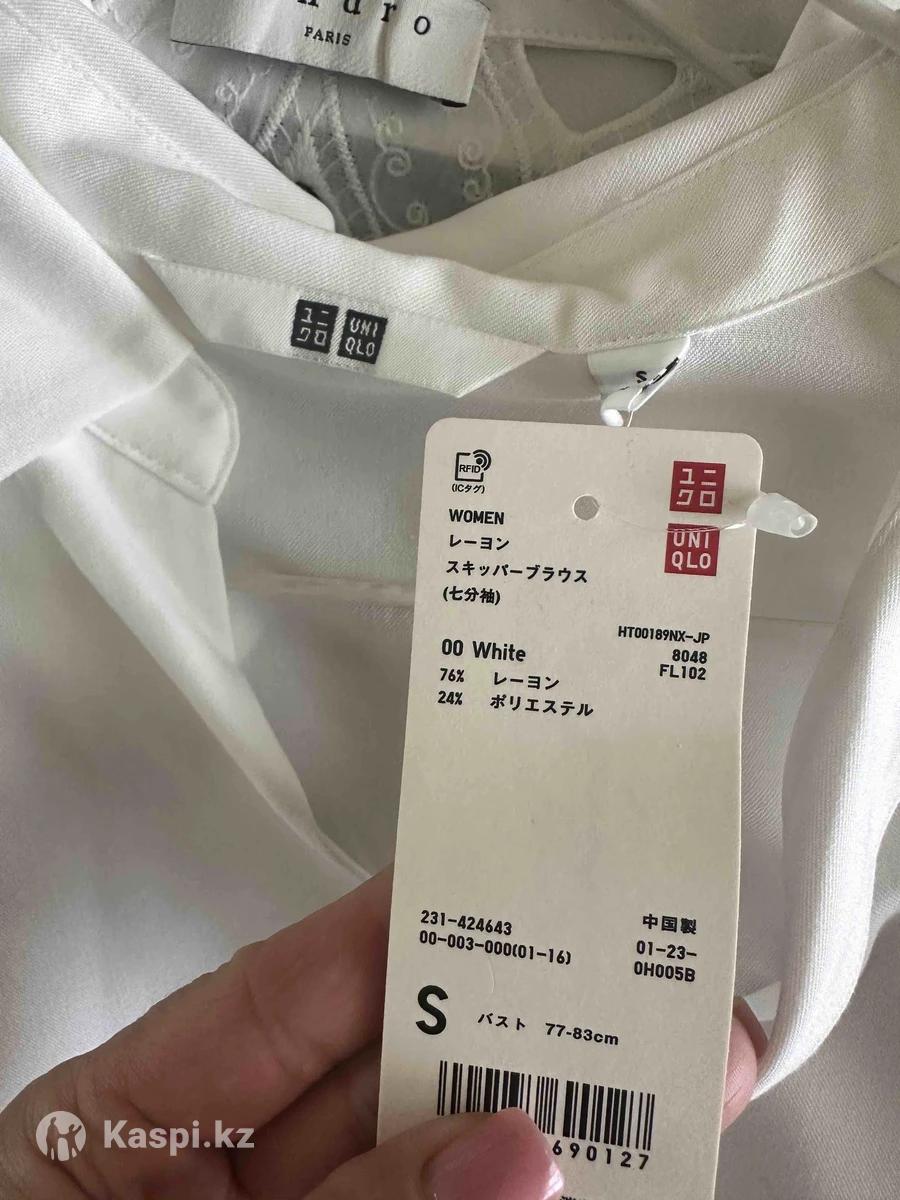 PARIS
ユニ
クロ
UNI
QLO
S
RFID
(ICタグ)
ユニ
クロ
UNI
QLO
WOMEN
レーヨン
スキッパーブラウス
(七分袖)
HT00189NX-JP
8048
FL102
00 White
76% レーヨン
24% ポリエステル
231-424643
00-003-000(01-16)
中国製
01-23-
0H005B
S バスト 77-83cm
690127
Kaspi.kz